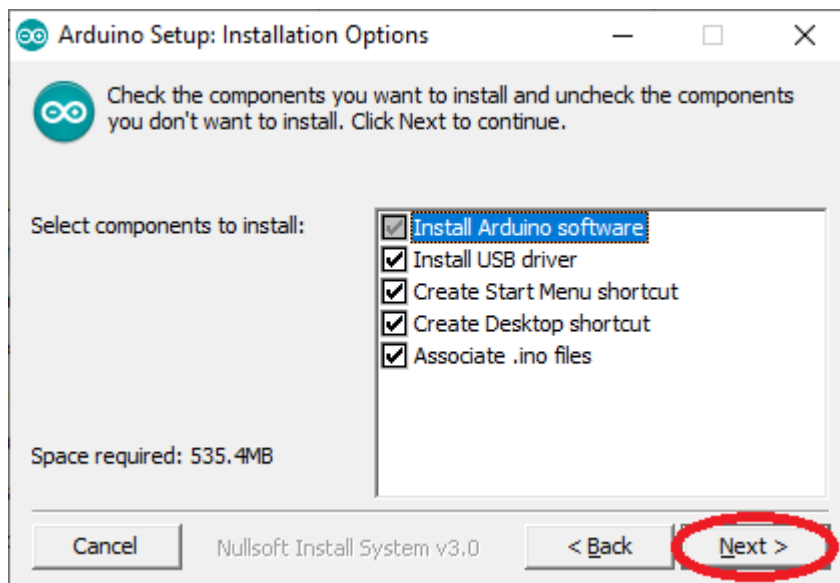 Arduino Setup: Installation Options
Check the components you want to install and uncheck the components
you don't want to install. Click Next to continue.
Select components to install:
Install Arduino software
Install USB driver
Create Start Menu shortcut
Create Desktop shortcut
Associate .ino files
Space required: 535.4MB
Cancel
Nullsoft Install System v3.0
< Back
Next >